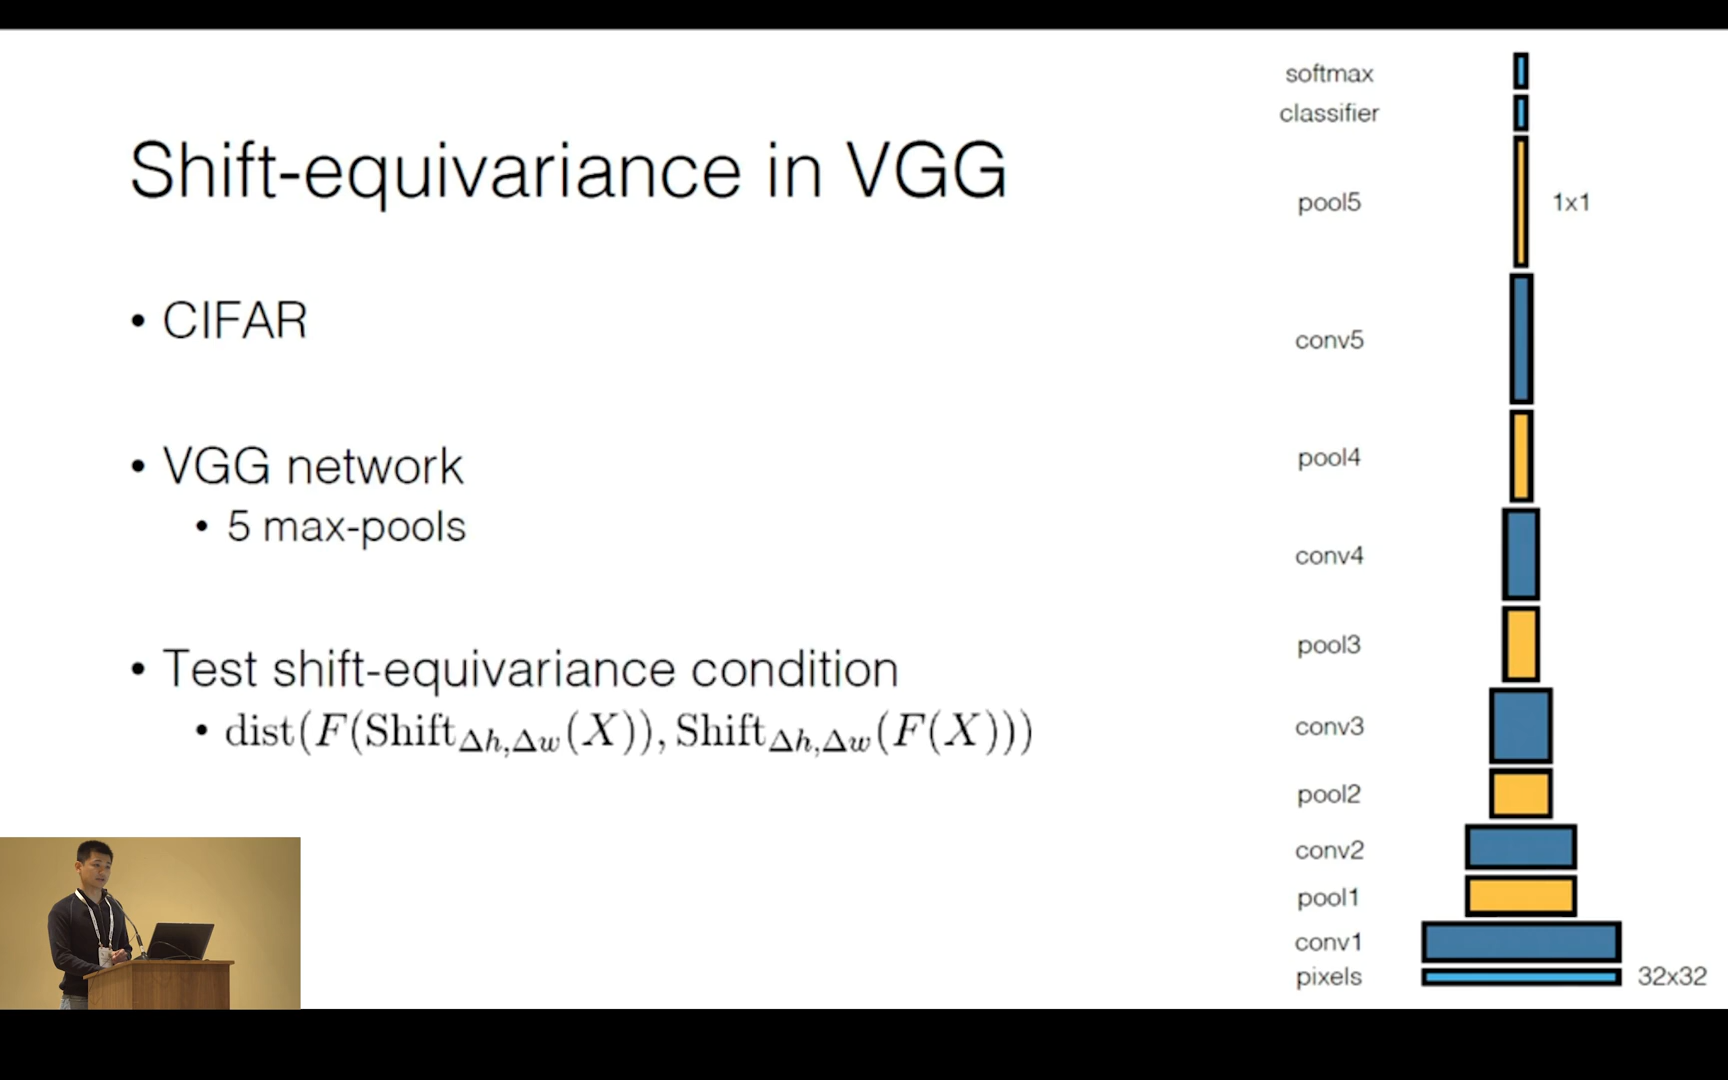 Shift-equivariance in VGG
• CIFAR
• VGG network
• 5 max-pools
• Test shift-equivariance condition
• dist(F(Shift_{Δh,Δw}(X)), Shift_{Δh,Δw}(F(X)))
softmax
classifier
pool5 1x1
conv5
pool4
conv4
pool3
conv3
pool2
conv2
pool1
conv1
pixels 32x32